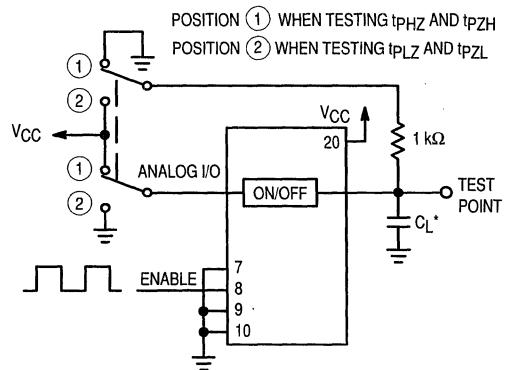 POSITION 1 WHEN TESTING tPHZ AND tPZH
POSITION 2 WHEN TESTING tPLZ AND tPZL
1
2
VCC
1
2
ANALOG I/O
VCC
20
1 kΩ
ON/OFF
TEST
POINT
CL*
ENABLE
7
8
9
10